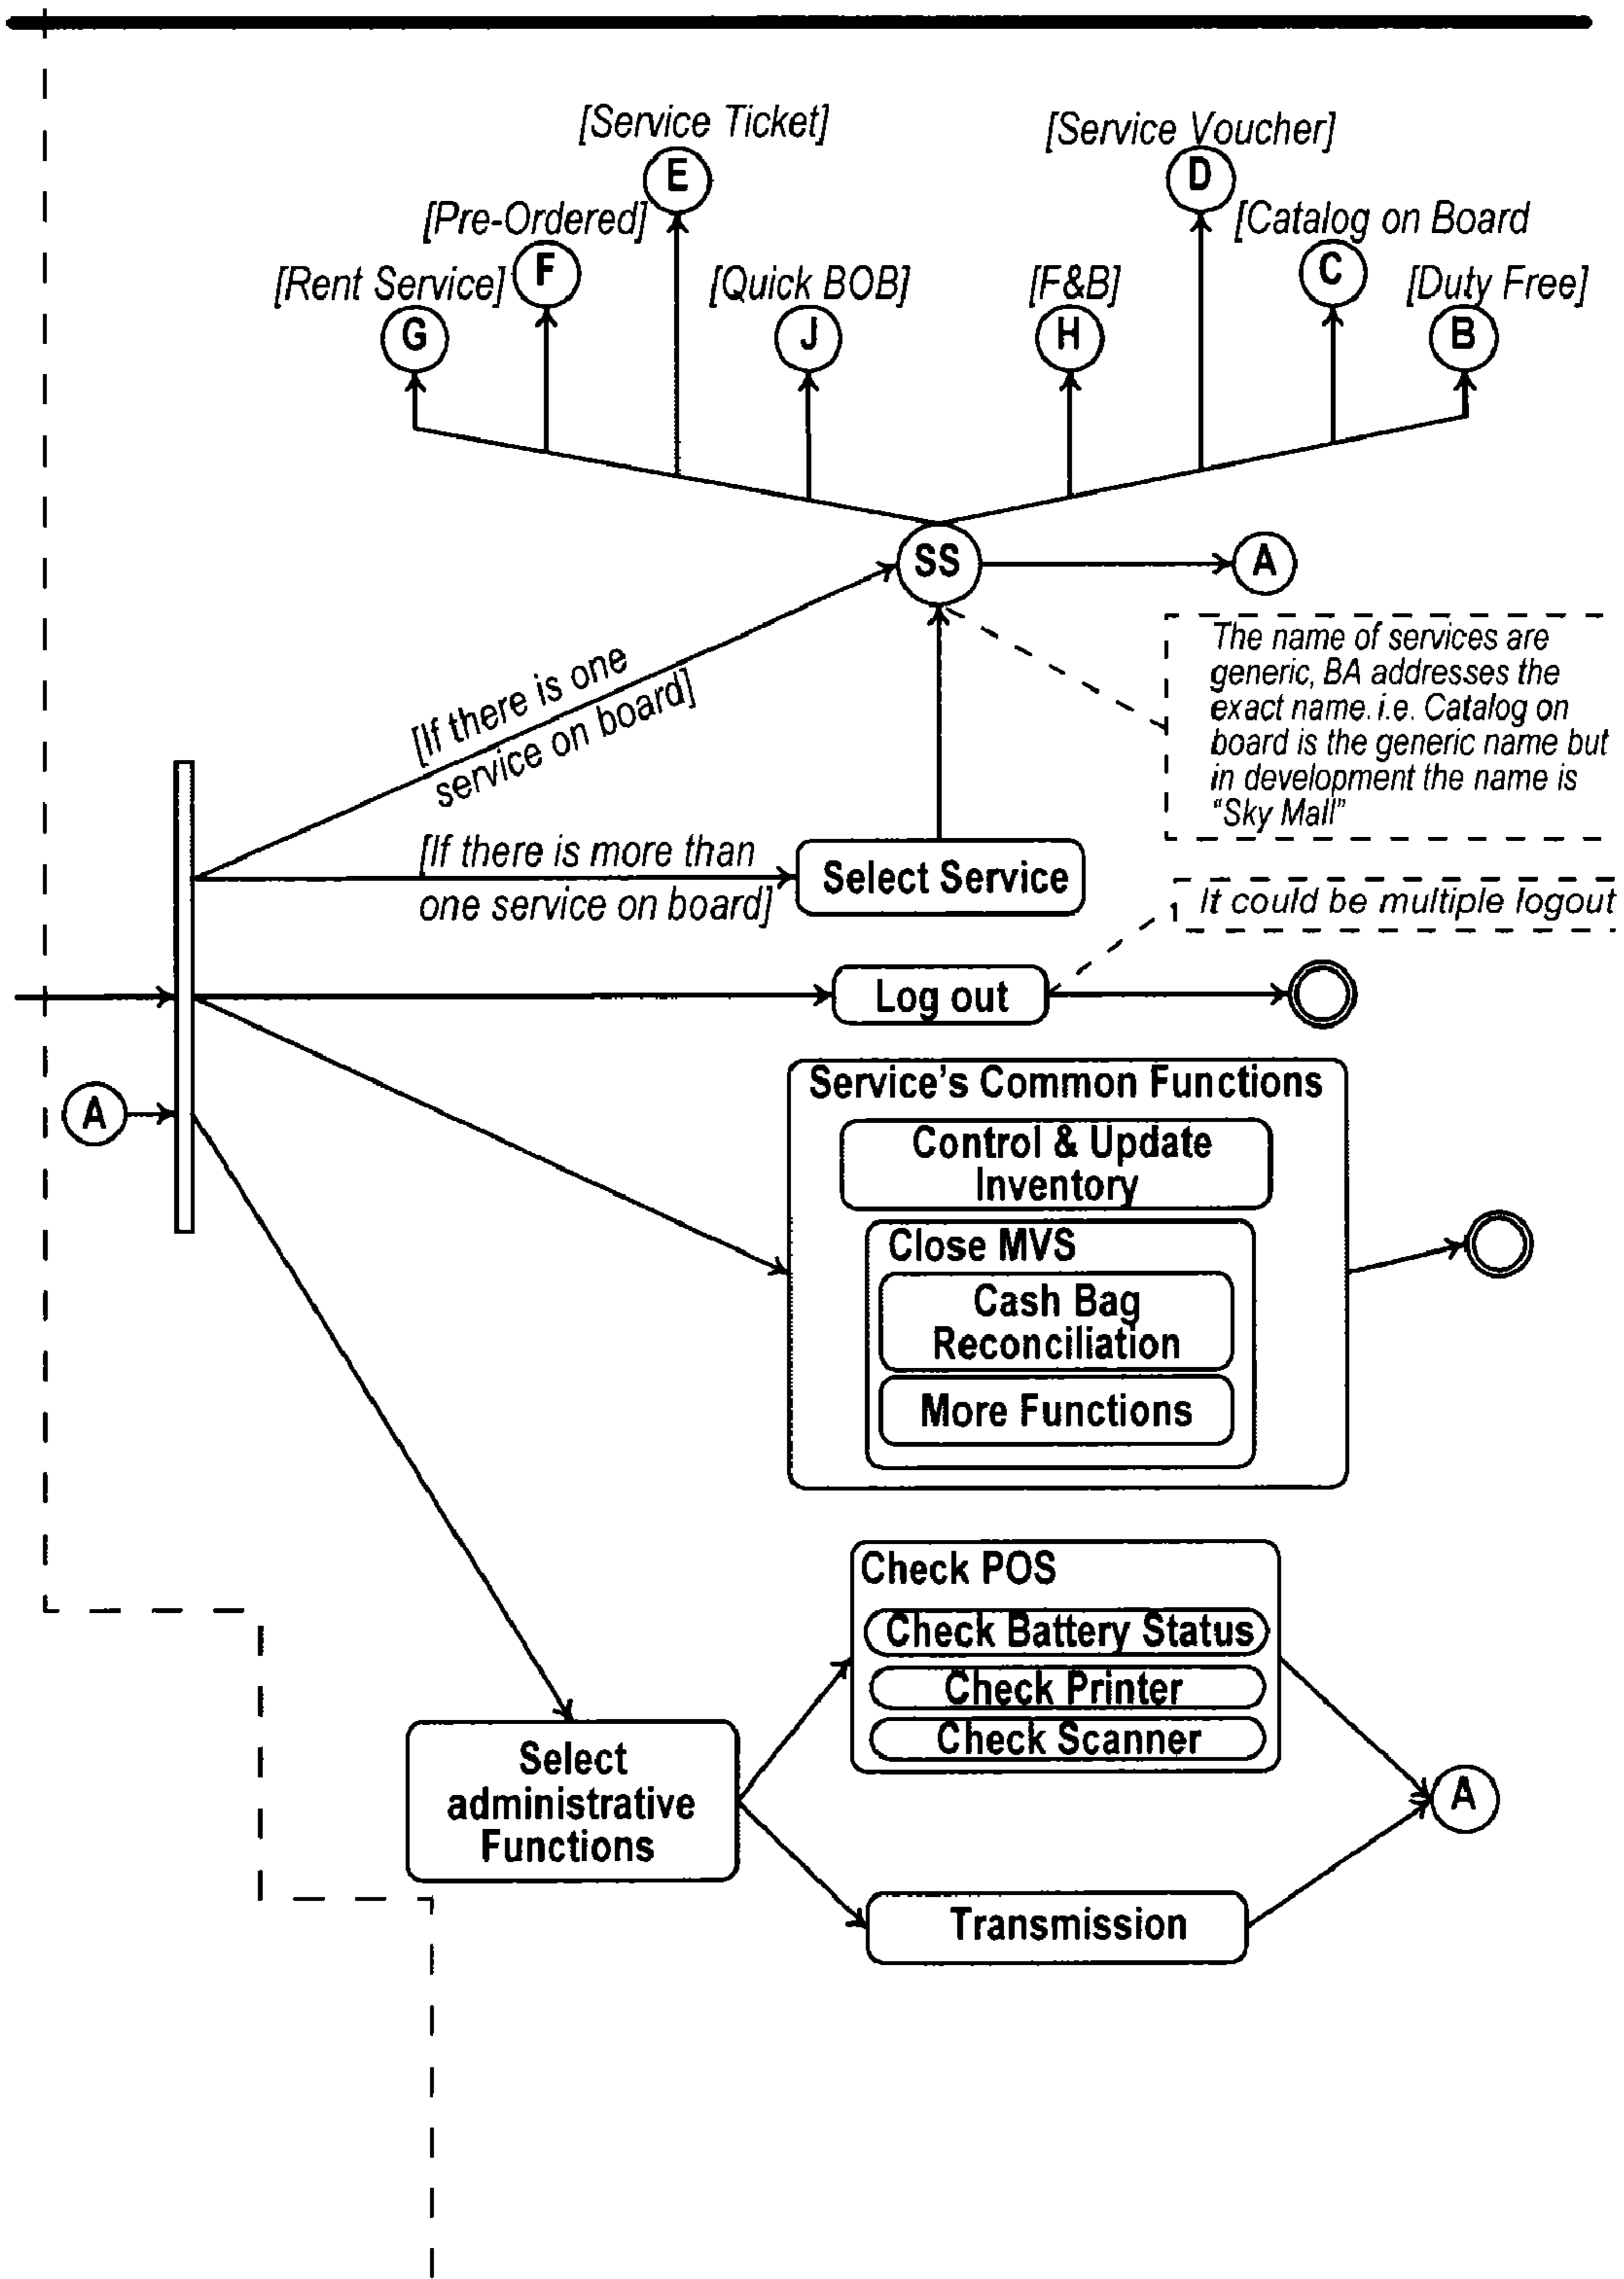 [Service Ticket]
E
[Service Voucher]
D
[Pre-Ordered]
F
[Catalog on Board
C
[Rent Service]
G
[Quick BOB]
J
[F&B]
H
[Duty Free]
B
SS
A
The name of services are
generic, BA addresses the
exact name. i.e. Catalog on
board is the generic name but
in development the name is
“Sky Mall”
[If there is one
service on board]
[If there is more than
one service on board]
Select Service
It could be multiple logout
Log out
A
Service's Common Functions
Control & Update
Inventory
Close MVS
Cash Bag
Reconciliation
More Functions
Check POS
Check Battery Status
Check Printer
Check Scanner
Select
administrative
Functions
A
Transmission